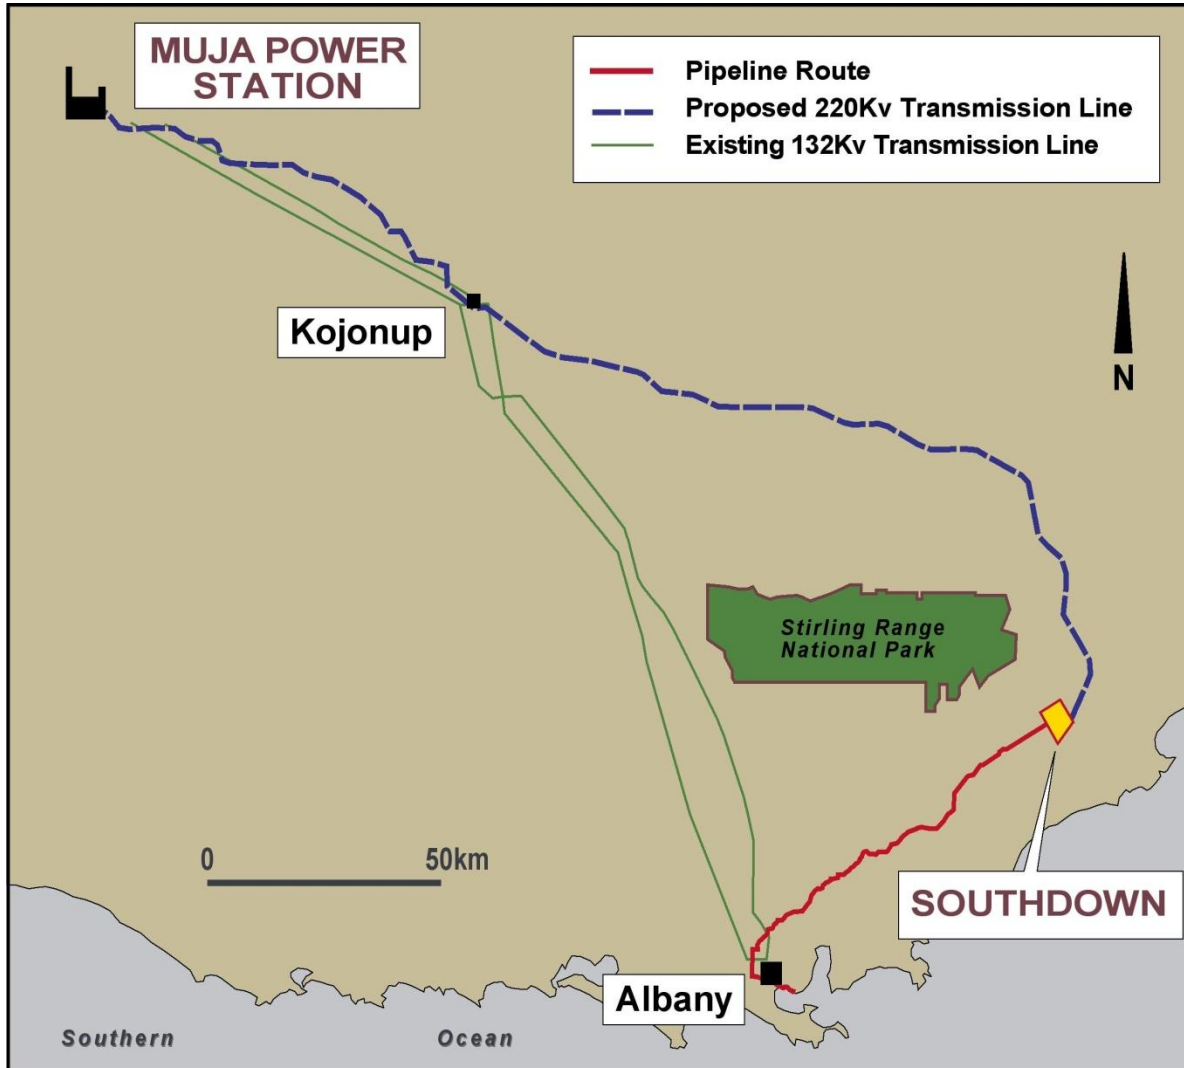 MUJA POWER
STATION
Pipeline Route
Proposed 220Kv Transmission Line
Existing 132Kv Transmission Line
N
Kojonup
Stirling Range
National Park
0 50km
SOUTHDOWN
Albany
Southern Ocean